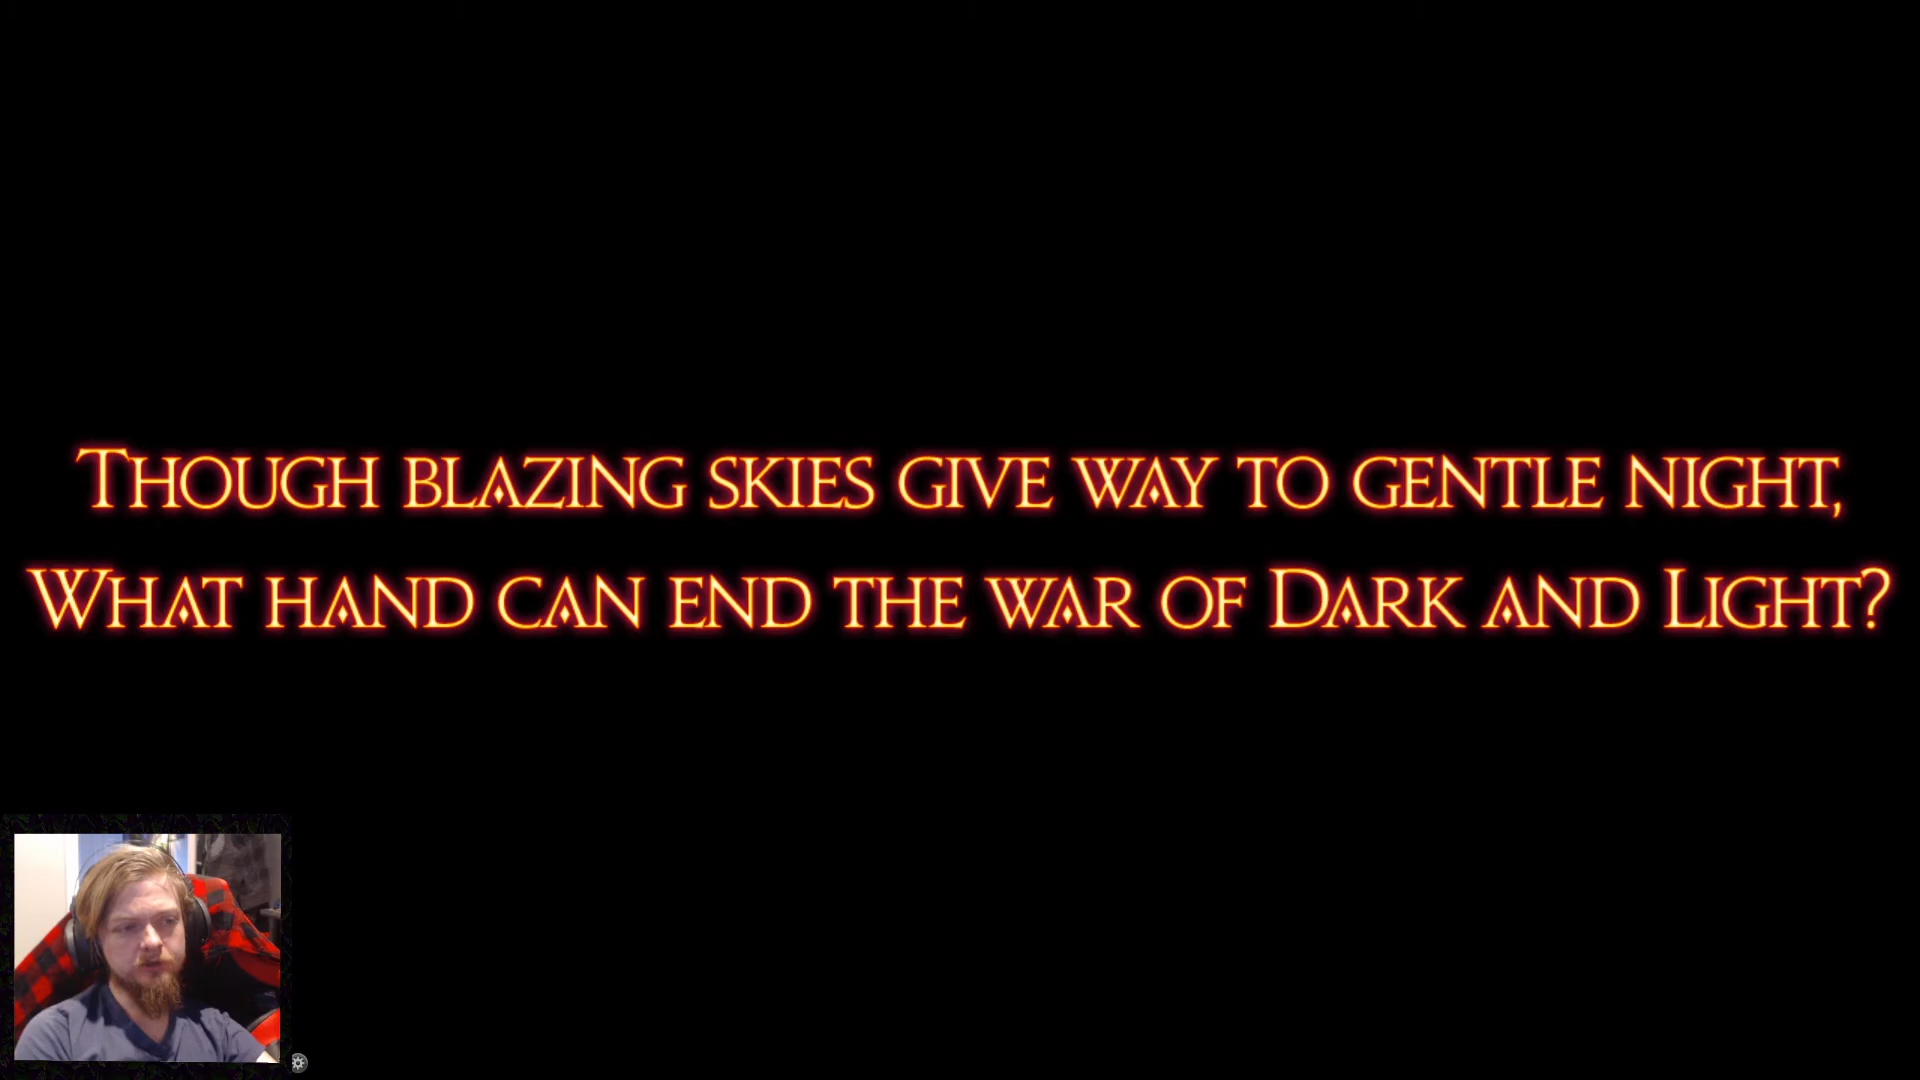 Though blazing skies give way to gentle night,
What hand can end the war of Dark and Light?